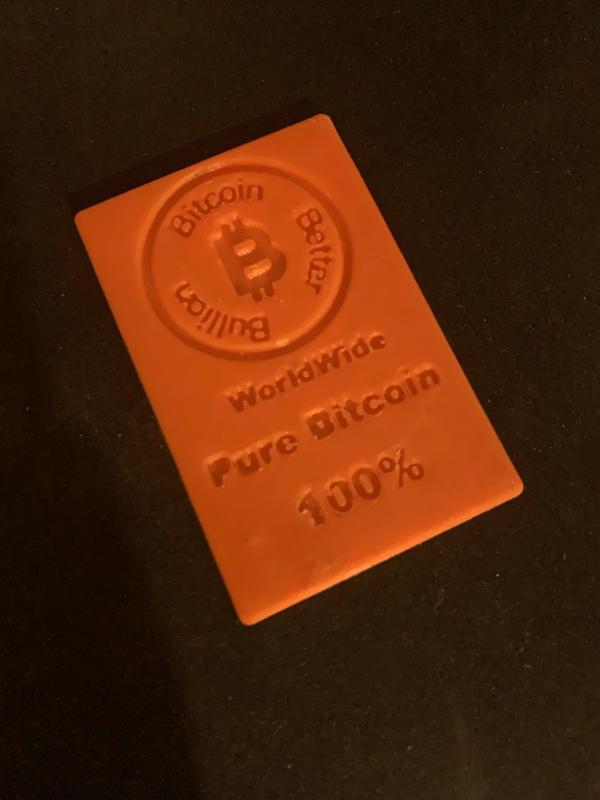 Bitcoin
Better
Bullion
WorldWide
Pure Bitcoin
100%